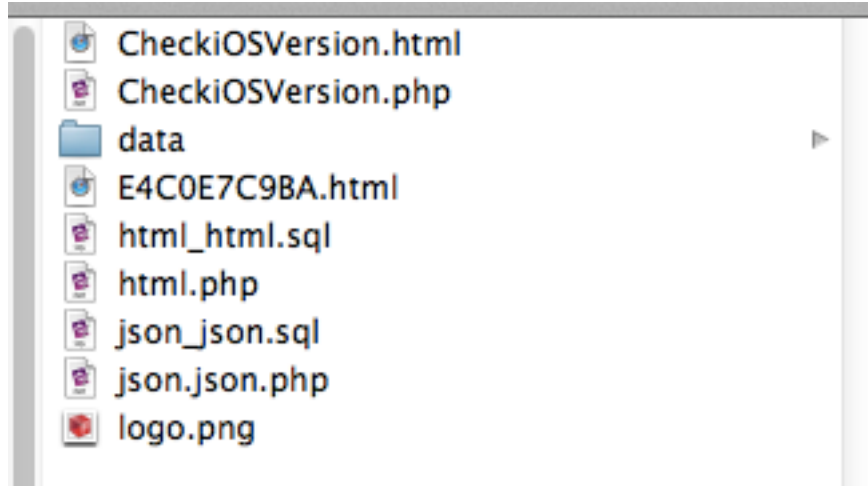 CheckiOSVersion.html
CheckiOSVersion.php
data
E4C0E7C9BA.html
html_html.sql
html.php
json_json.sql
json.json.php
logo.png